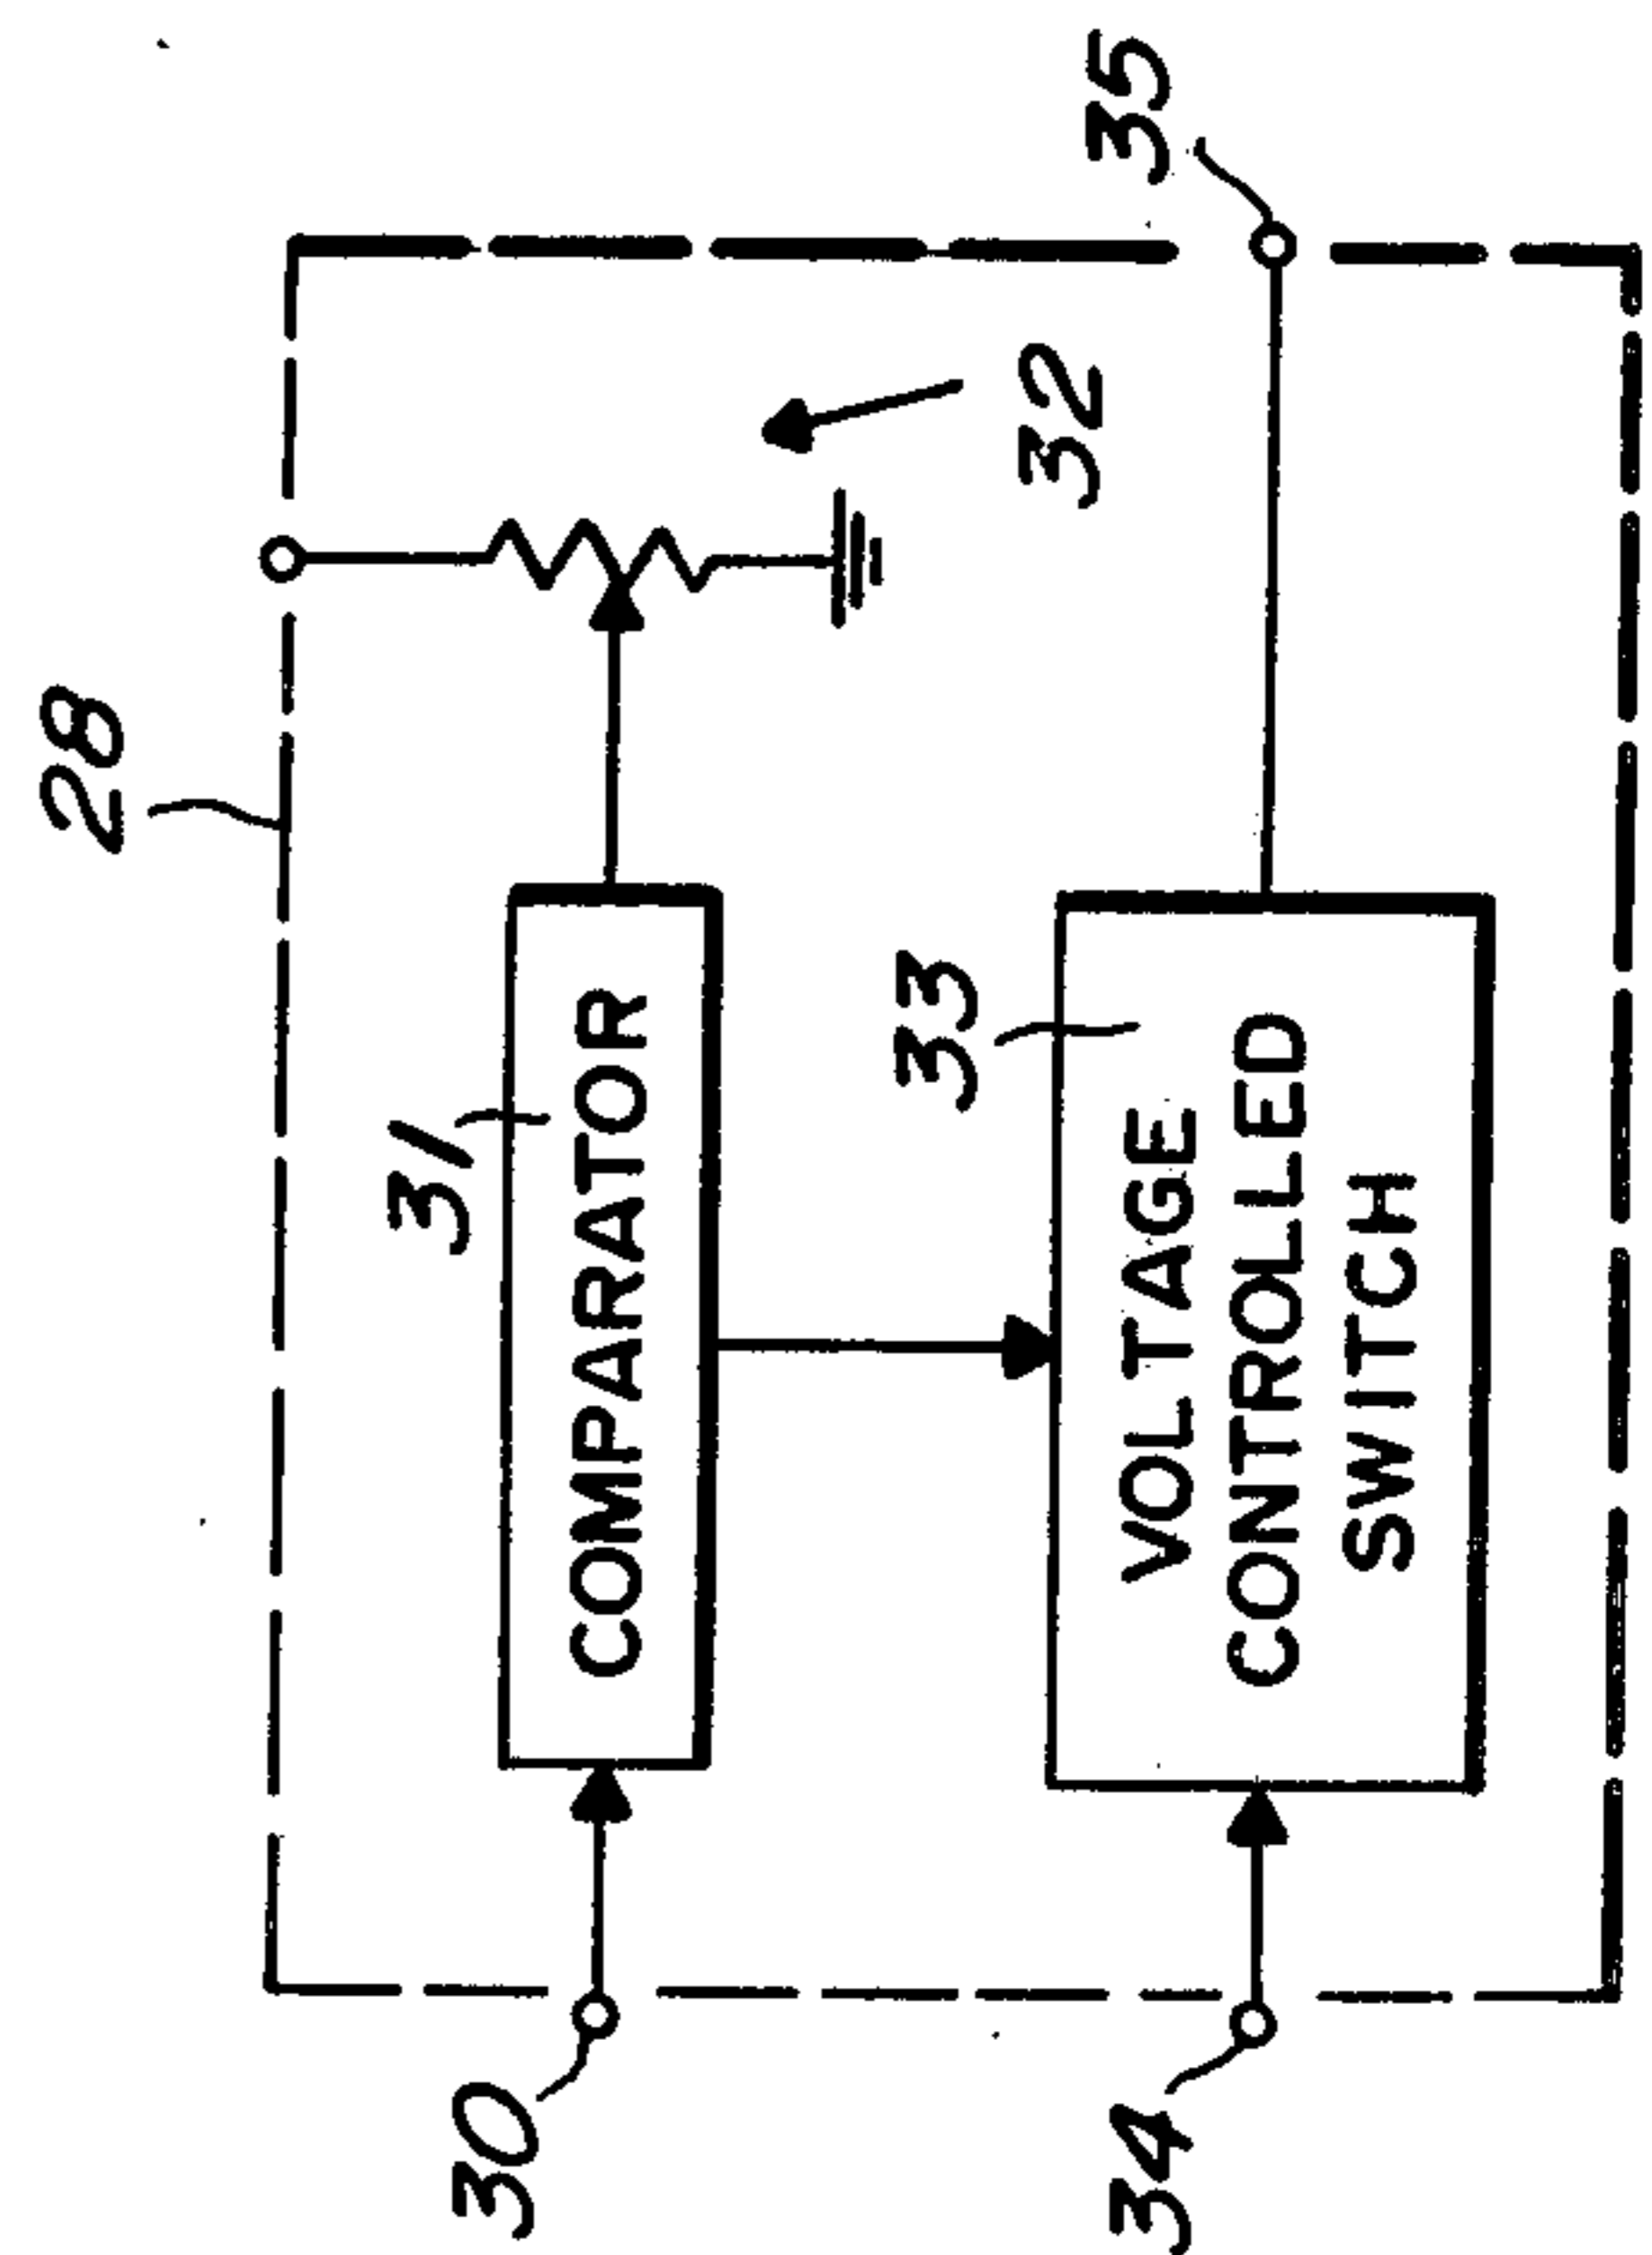 28
31
COMPARATOR
32
30
33
VOLTAGE
CONTROLLED
SWITCH
35
34